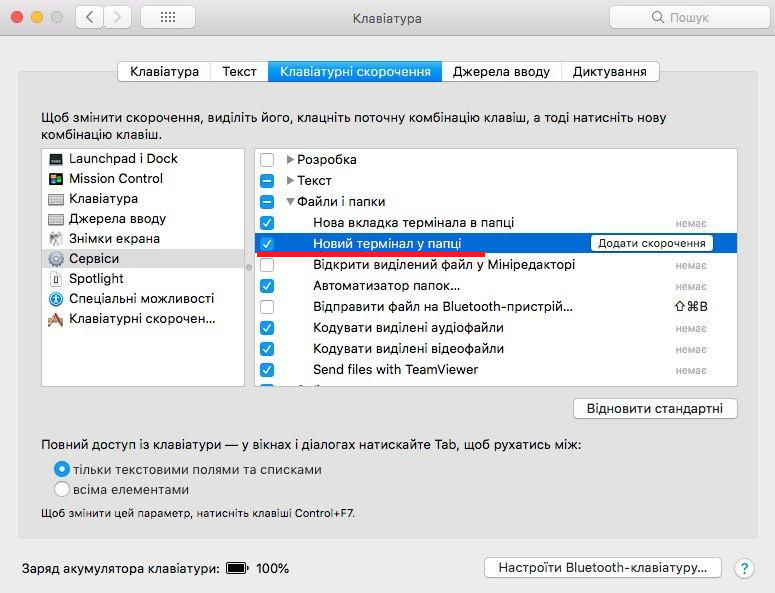 Клавіатура
Пошук
Клавіатура
Текст
Клавіатурні скорочення
Джерела вводу
Диктування
Щоб змінити скорочення, виділіть його, клацніть поточну комбінацію клавіш, а тоді натисніть нову
комбінацію клавіш.
Launchpad і Dock
Mission Control
Клавіатура
Джерела вводу
Знімки екрана
Сервіси
Spotlight
Спеціальні можливості
Клавіатурні скорочен...
Розробка
Текст
Файли і папки
Нова вкладка термінала в папці немає
Новий термінал у папці Додати скорочення
Відкрити виділений файл у Мініредакторі немає
Автоматизатор папок... немає
Відправити файл на Bluetooth-пристрій... ⇧⌘B
Кодувати виділені аудіофайли немає
Кодувати виділені відеофайли немає
Send files with TeamViewer немає
Відновити стандартні
Повний доступ із клавіатури — у вікнах і діалогах натискайте Tab, щоб рухатись між:
тільки текстовими полями та списками
всіма елементами
Щоб змінити цей параметр, натисніть клавіші Control+F7.
Заряд акумулятора клавіатури: 100%
Настроїти Bluetooth-клавіатуру...
?